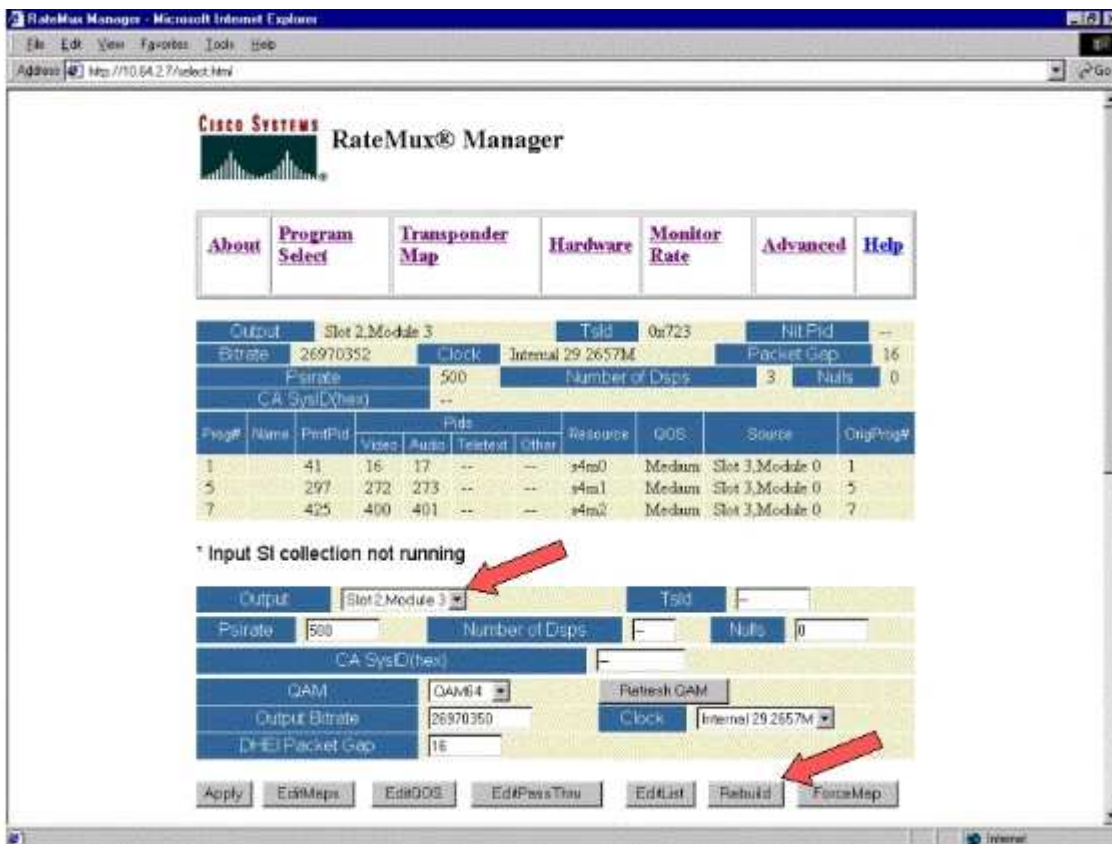 RateMux Manager - Microsoft Internet Explorer
File Edit View Favorites Tools Help
Address http://10.64.2.7/select.html Go
CISCO SYSTEMS
RateMux® Manager
About Program Select Transponder Map Hardware Monitor Rate Advanced Help
Output Slot 2,Module 3 TsId 0x723 Nit Pid --
Bitrate 26970352 Clock Internal 29.2657M Packet Gap 16
Psirate 500 Number of Dsps 3 Nulls 0
CA SysID(hex) --
Pids
Prog# Name PmtPid Video Audio Teletext Other Resource QOS Source OrigProg#
1 41 16 17 -- -- s4m0 Medium Slot 3,Module 0 1
5 297 272 273 -- -- s4m1 Medium Slot 3,Module 0 5
7 425 400 401 -- -- s4m2 Medium Slot 3,Module 0 7
* Input SI collection not running
Output Slot 2,Module 3 TsId --
Psirate 500 Number of Dsps -- Nulls 0
CA SysID(hex) --
QAM QAM64 Refresh QAM
Output Bitrate 26970350 Clock Internal 29.2657M
DHEI Packet Gap 16
Apply EditMaps EditQOS EditPassThru EditList Rebuild ForceMap
Internet